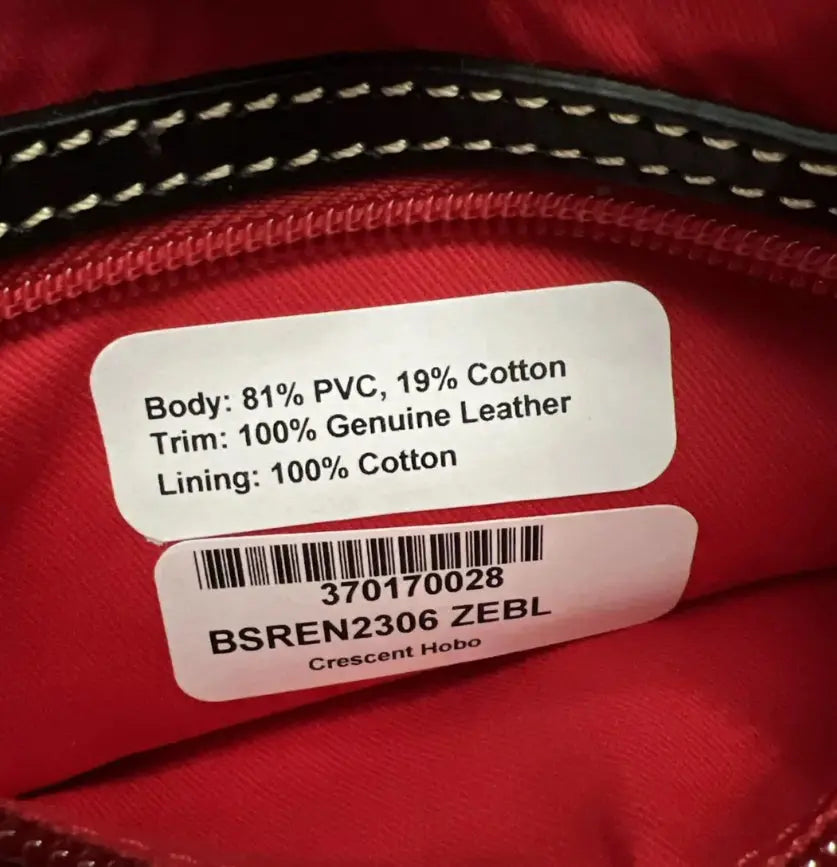 Body: 81% PVC, 19% Cotton
Trim: 100% Genuine Leather
Lining: 100% Cotton
370170028
BSREN2306 ZEBL
Crescent Hobo